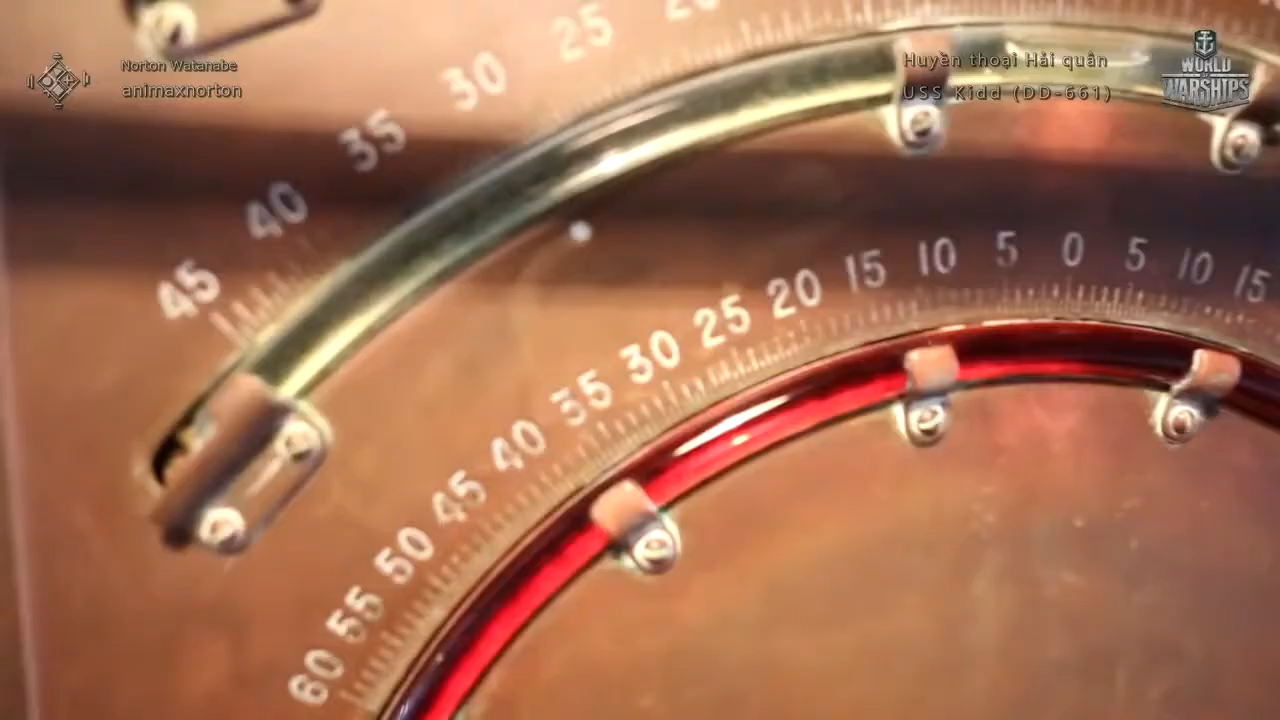 Norton Watanabe
animaxnorton
Huyền thoại Hải quân
USS Kidd (DD-661)
WORLD
OF
WARSHIPS
45 40 35 30 25 20
60 55 50 45 40 35 30 25 20 15 10 5 0 5 10 15